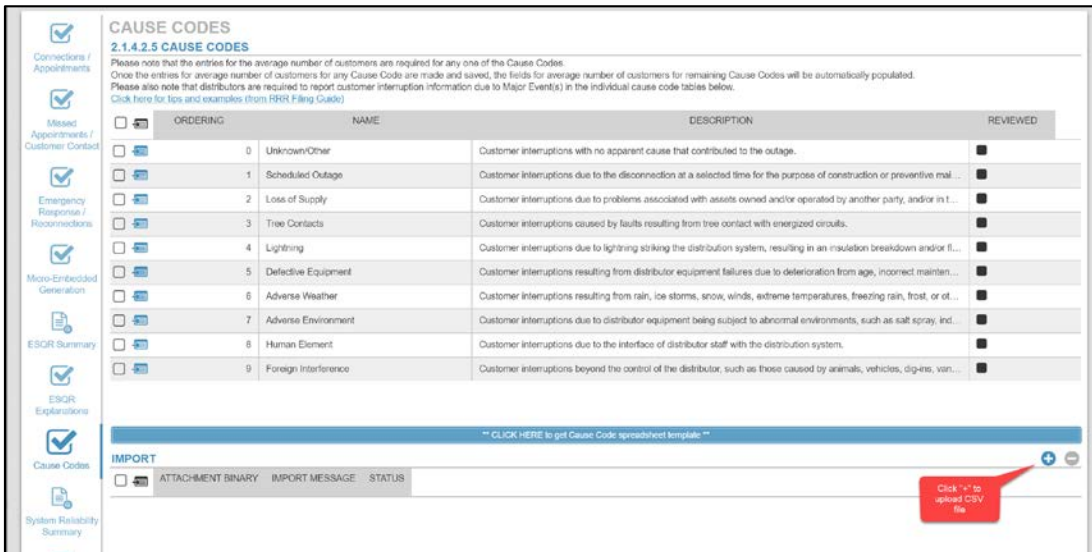 Connections /
Appointments
Missed
Appointments /
Customer Contact
Emergency
Response /
Reconnections
Micro-Embedded
Generation
ESQR Summary
ESQR
Explanations
Cause Codes
System Reliability
Summary
CAUSE CODES
2.1.4.2.5 CAUSE CODES
Please note that the entries for the average number of customers are required for any one of the Cause Codes.
Once the entries for average number of customers for any Cause Code are made and saved, the fields for average number of customers for remaining Cause Codes will be automatically populated.
Please also note that distributors are required to report customer interruption information due to Major Event(s) in the individual cause code tables below.
Click here for tips and examples (from RRR Filing Guide)
ORDERING NAME DESCRIPTION REVIEWED
0 Unknown/Other Customer interruptions with no apparent cause that contributed to the outage.
1 Scheduled Outage Customer interruptions due to the disconnection at a selected time for the purpose of construction or preventive mai...
2 Loss of Supply Customer interruptions due to problems associated with assets owned and/or operated by another party, and/or in t...
3 Tree Contacts Customer interruptions caused by faults resulting from tree contact with energized circuits.
4 Lightning Customer interruptions due to lightning striking the distribution system, resulting in an insulation breakdown and/or fl...
5 Defective Equipment Customer interruptions resulting from distributor equipment failures due to deterioration from age, incorrect mainten...
6 Adverse Weather Customer interruptions resulting from rain, ice storms, snow, winds, extreme temperatures, freezing rain, frost, or ot...
7 Adverse Environment Customer interruptions due to distributor equipment being subject to abnormal environments, such as salt spray, ind...
8 Human Element Customer interruptions due to the interface of distributor staff with the distribution system.
9 Foreign Interference Customer interruptions beyond the control of the distributor, such as those caused by animals, vehicles, dig-ins, van...
** CLICK HERE to get Cause Code spreadsheet template **
IMPORT
ATTACHMENT BINARY IMPORT MESSAGE STATUS
Click "+" to
upload CSV
file